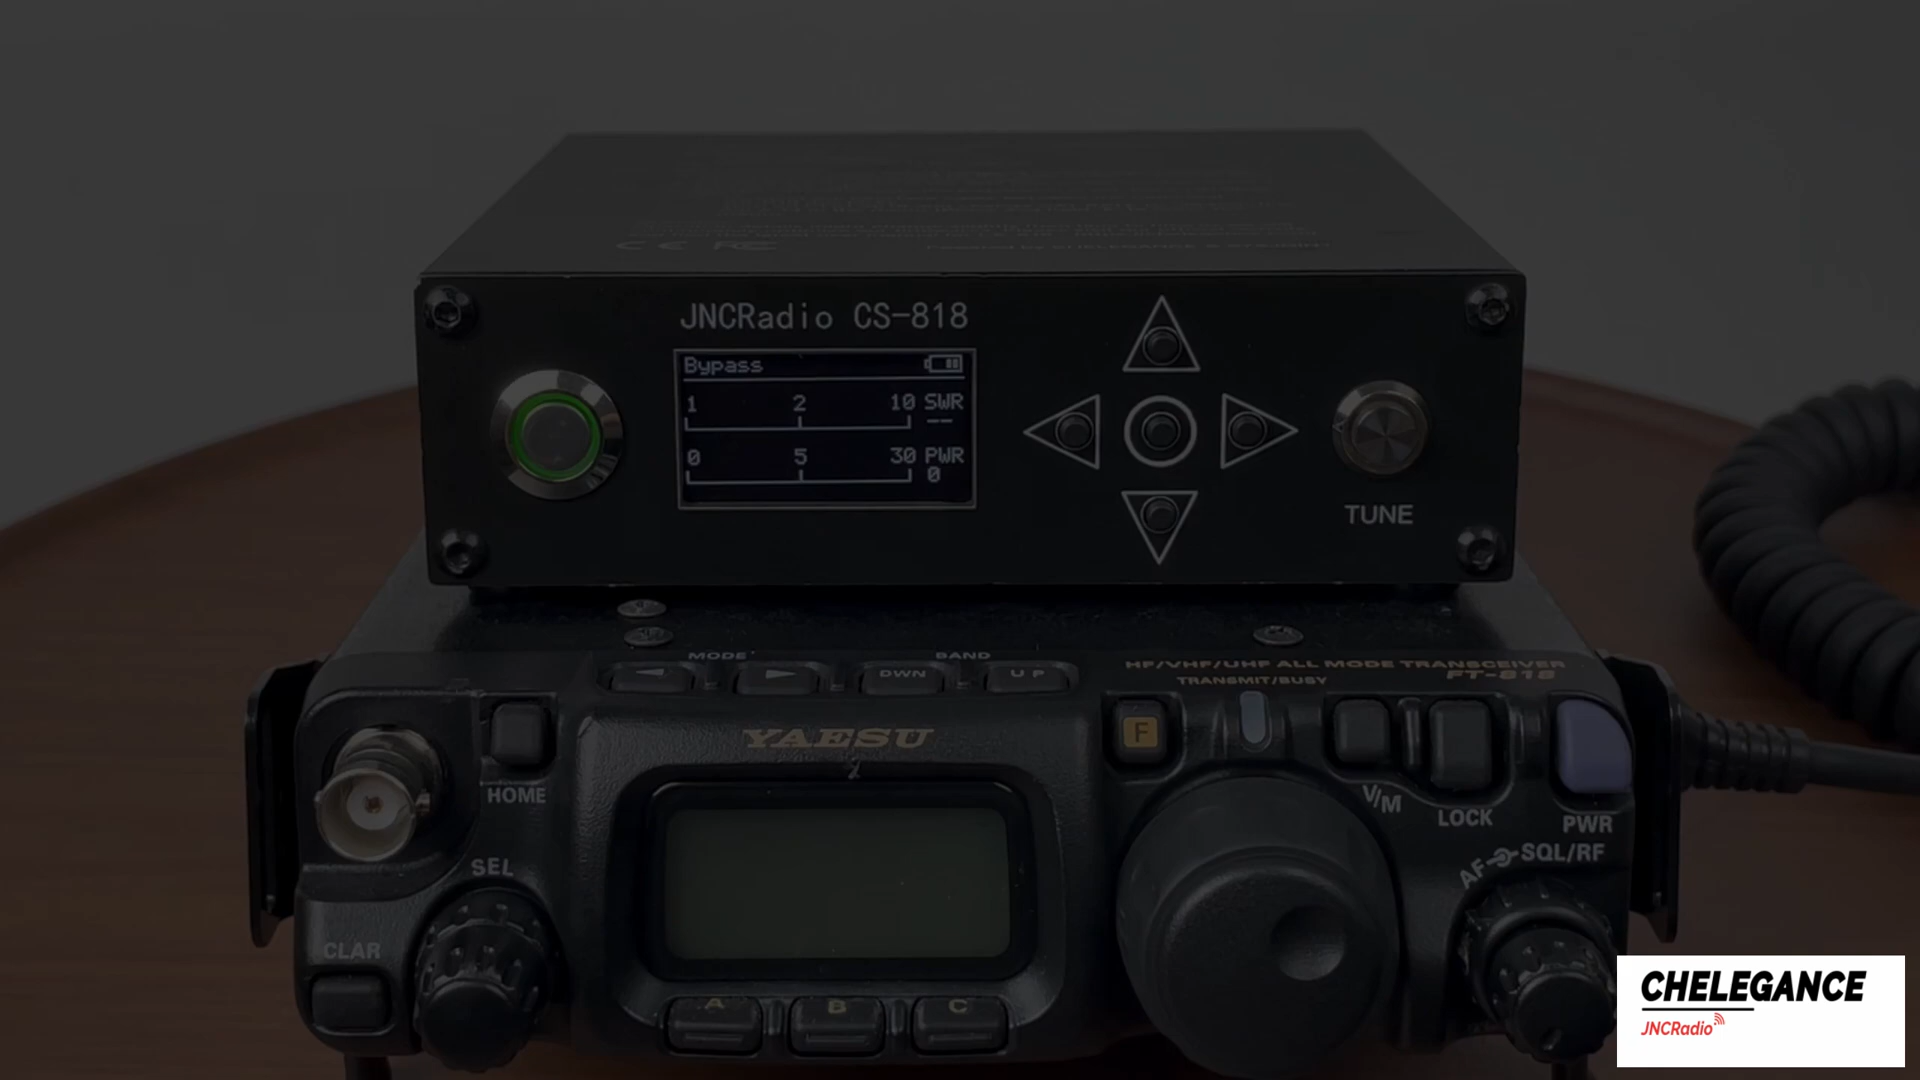 CE FC
JNCRadio CS-818
Bypass
1 2 10 SWR
--
0 5 30 PWR
0
TUNE
MODE BAND
DWN UP
HF/VHF/UHF ALL MODE TRANSCEIVER
FT-818
TRANSMIT/BUSY
YAESU
F
HOME
V/M
LOCK
PWR
AF SQL/RF
SEL
CLAR
A B C
CHELEGANCE
JNCRadio